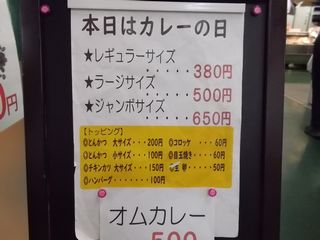 本日はカレーの日
★レギュラーサイズ
・・・・・380円
★ラージサイズ
・・・・・500円
★ジャンボサイズ
・・・・・650円
【トッピング】
◎とんかつ 大サイズ・・・200円 ◎コロッケ ・・・60円
◎とんかつ 小サイズ・・・100円 ◎目玉焼き・・・60円
◎チキンカツ 大サイズ・・・150円 ◎生 卵・・・50円
◎ハンバーグ ・・・・100円
オムカレー
500
円